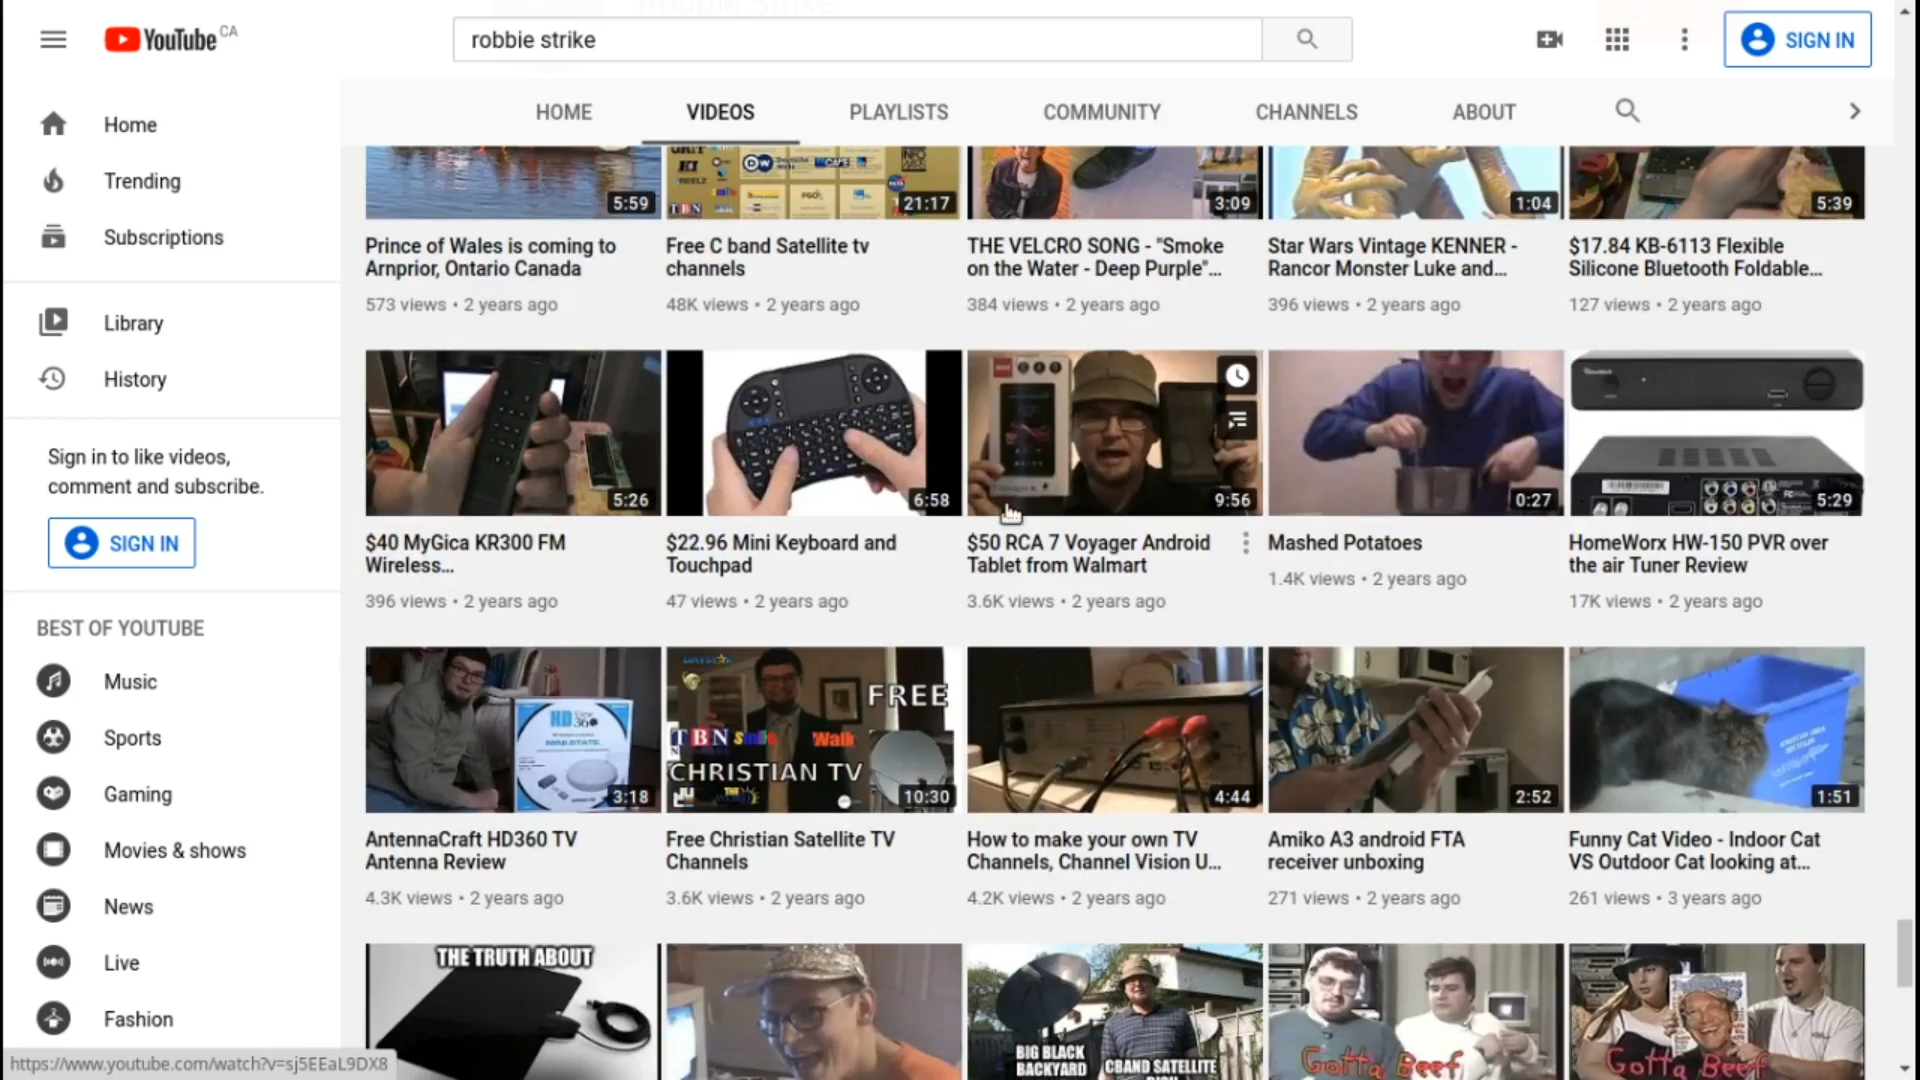 YouTube CA
robbie strike
SIGN IN
HOME
VIDEOS
PLAYLISTS
COMMUNITY
CHANNELS
ABOUT
Home
Trending
Subscriptions
Library
History
Sign in to like videos,
comment and subscribe.
SIGN IN
BEST OF YOUTUBE
Music
Sports
Gaming
Movies & shows
News
Live
Fashion
5:59
Prince of Wales is coming to
Arnprior, Ontario Canada
573 views • 2 years ago
DW
TBN
21:17
Free C band Satellite tv
channels
48K views • 2 years ago
3:09
THE VELCRO SONG - "Smoke
on the Water - Deep Purple"...
384 views • 2 years ago
1:04
Star Wars Vintage KENNER -
Rancor Monster Luke and...
396 views • 2 years ago
5:39
$17.84 KB-6113 Flexible
Silicone Bluetooth Foldable...
127 views • 2 years ago
5:26
$40 MyGica KR300 FM
Wireless...
396 views • 2 years ago
6:58
$22.96 Mini Keyboard and
Touchpad
47 views • 2 years ago
9:56
$50 RCA 7 Voyager Android
Tablet from Walmart
3.6K views • 2 years ago
0:27
Mashed Potatoes
1.4K views • 2 years ago
5:29
HomeWorx HW-150 PVR over
the air Tuner Review
17K views • 2 years ago
HD
3:18
AntennaCraft HD360 TV
Antenna Review
4.3K views • 2 years ago
FREE
TBN
Walk
CHRISTIAN TV
10:30
Free Christian Satellite TV
Channels
3.6K views • 2 years ago
4:44
How to make your own TV
Channels, Channel Vision U...
4.2K views • 2 years ago
2:52
Amiko A3 android FTA
receiver unboxing
271 views • 2 years ago
1:51
Funny Cat Video - Indoor Cat
VS Outdoor Cat looking at...
261 views • 3 years ago
THE TRUTH ABOUT
BIG BLACK
BACKYARD
CBAND SATELLITE
Gotta Beef
Gotta Beef
https://www.youtube.com/watch?v=sj5EEaL9DX8